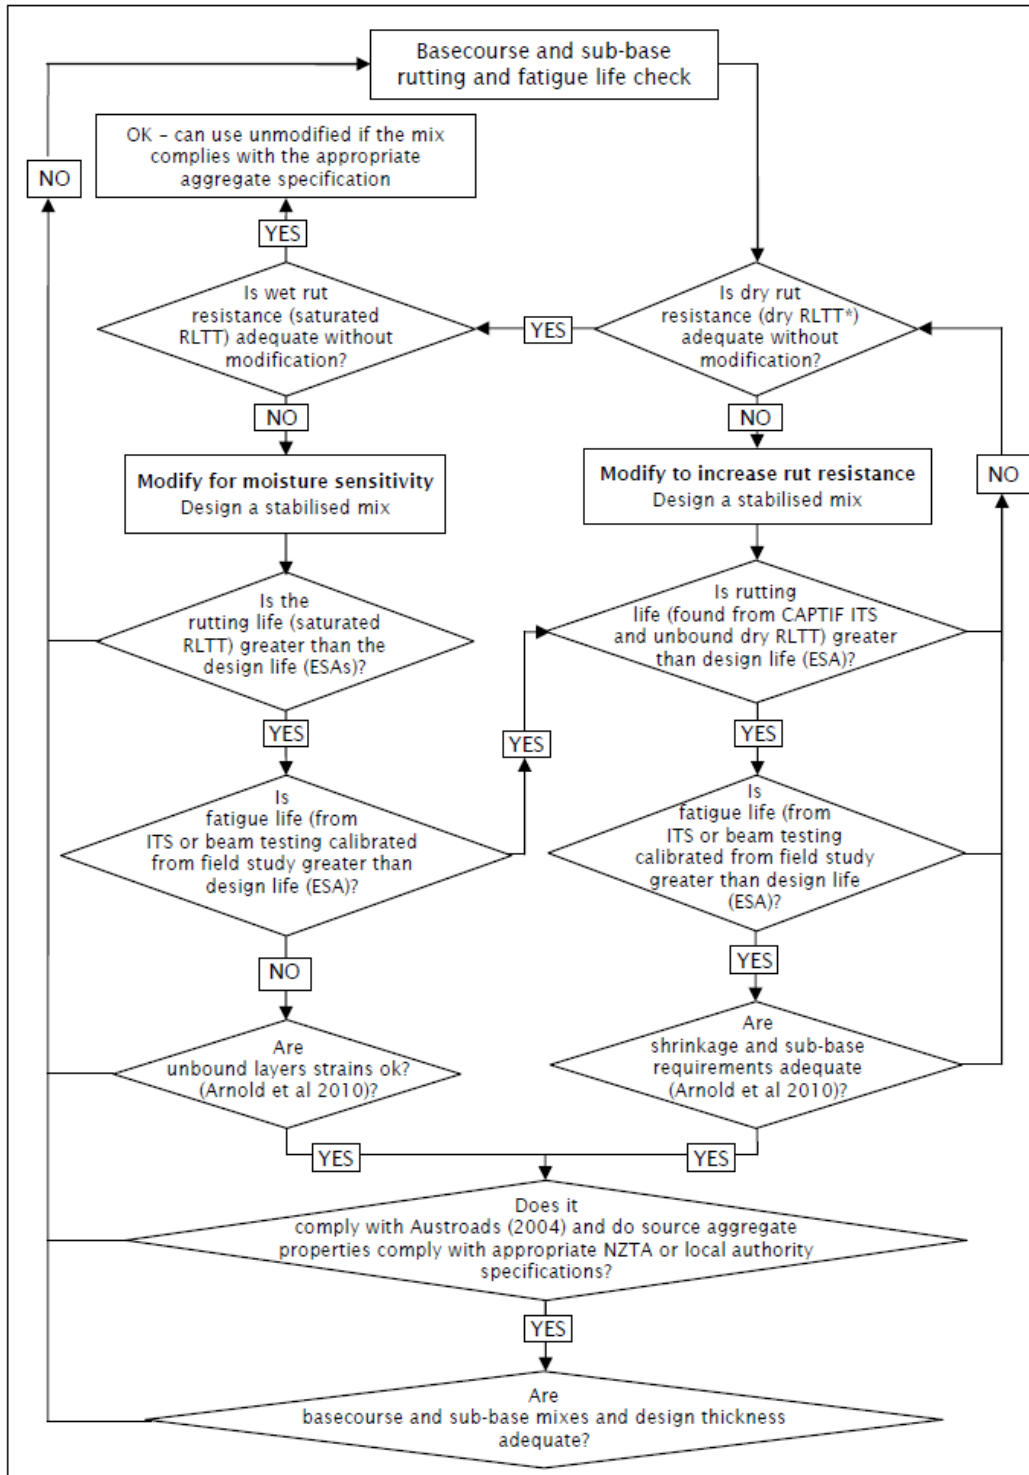 Basecourse and sub-base
rutting and fatigue life check
OK – can use unmodified if the mix
complies with the appropriate
aggregate specification
NO
YES
Is wet rut
resistance (saturated
RLTT) adequate without
modification?
YES
Is dry rut
resistance (dry RLTT*)
adequate without
modification?
NO
NO
Modify for moisture sensitivity
Design a stabilised mix
Modify to increase rut resistance
Design a stabilised mix
NO
Is the
rutting life (saturated
RLTT) greater than the
design life (ESAs)?
Is rutting
life (found from CAPTIF ITS
and unbound dry RLTT) greater
than design life (ESA)?
YES
YES
YES
Is
fatigue life (from
ITS or beam testing calibrated
from field study greater than
design life (ESA)?
Is
fatigue life (from
ITS or beam testing
calibrated from field study
greater than design life
(ESA)?
NO
YES
Are
unbound layers strains ok?
(Arnold et al 2010)?
Are
shrinkage and sub-base
requirements adequate
(Arnold et al 2010)?
YES
YES
Does it
comply with Austroads (2004) and do source aggregate
properties comply with appropriate NZTA or local authority
specifications?
YES
Are
basecourse and sub-base mixes and design thickness
adequate?